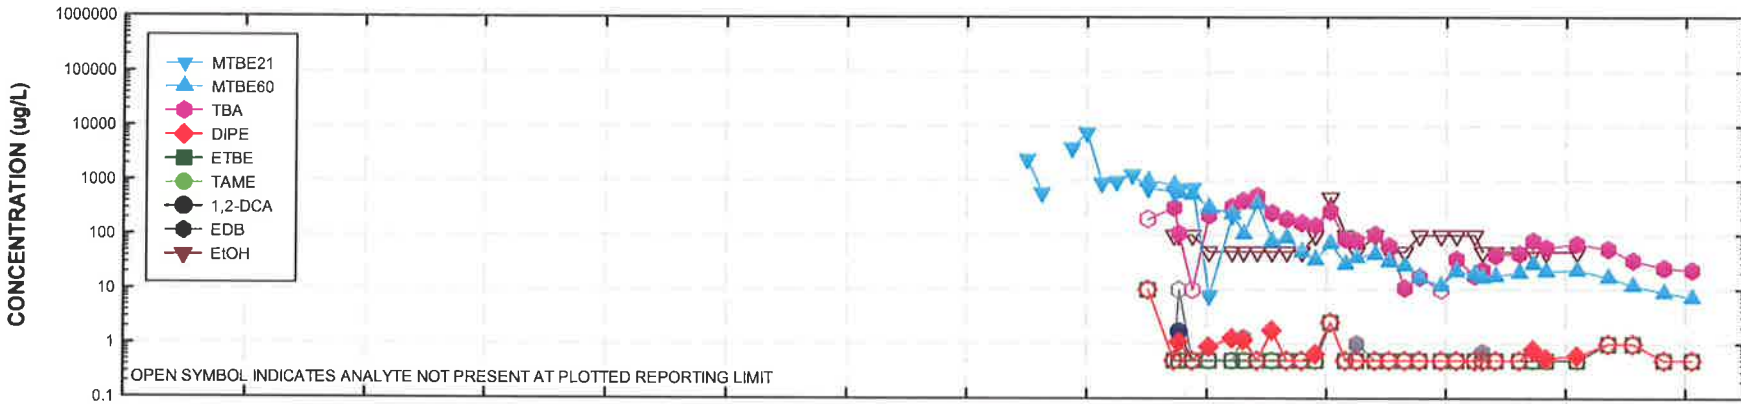 1000000
100000
10000
1000
100
10
1
0.1
CONCENTRATION (ug/L)
MTBE21
MTBE60
TBA
DIPE
ETBE
TAME
1,2-DCA
EDB
EtOH
OPEN SYMBOL INDICATES ANALYTE NOT PRESENT AT PLOTTED REPORTING LIMIT